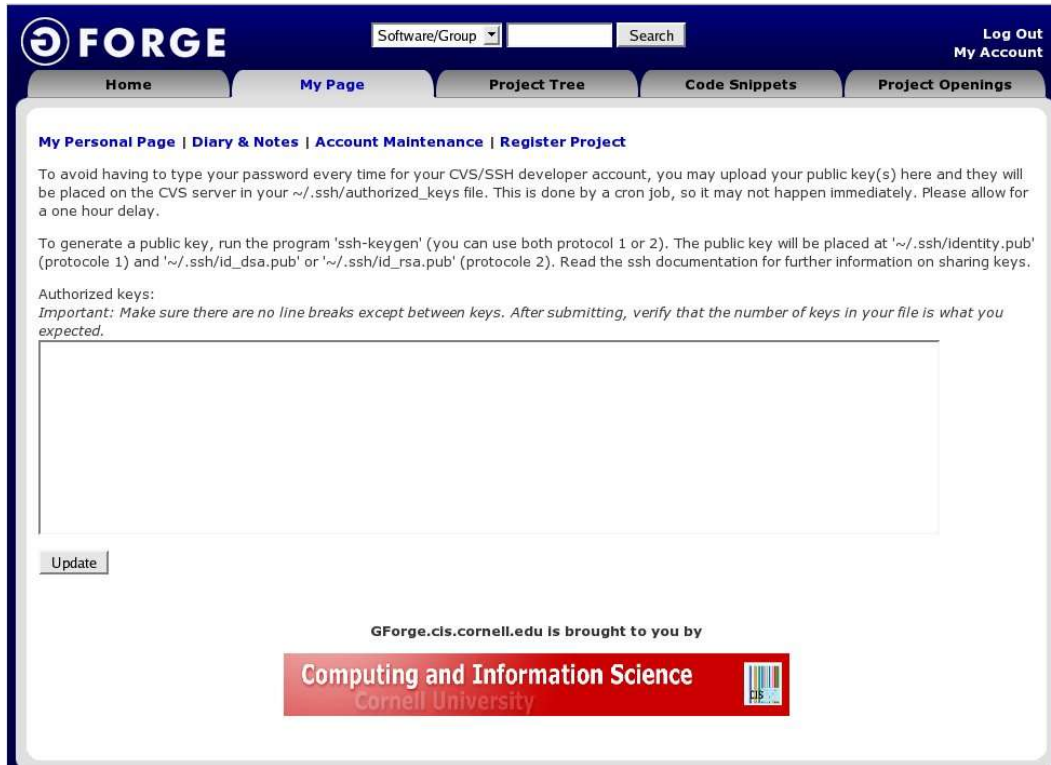 GFORGE
Software/Group
Search
Log Out
My Account
Home
My Page
Project Tree
Code Snippets
Project Openings
My Personal Page | Diary & Notes | Account Maintenance | Register Project
To avoid having to type your password every time for your CVS/SSH developer account, you may upload your public key(s) here and they will
be placed on the CVS server in your ~/.ssh/authorized_keys file. This is done by a cron job, so it may not happen immediately. Please allow for
a one hour delay.
To generate a public key, run the program 'ssh-keygen' (you can use both protocol 1 or 2). The public key will be placed at '~/.ssh/identity.pub'
(protocole 1) and '~/.ssh/id_dsa.pub' or '~/.ssh/id_rsa.pub' (protocole 2). Read the ssh documentation for further information on sharing keys.
Authorized keys:
Important: Make sure there are no line breaks except between keys. After submitting, verify that the number of keys in your file is what you
expected.
Update
GForge.cis.cornell.edu is brought to you by
Computing and Information Science
Cornell University
CIS